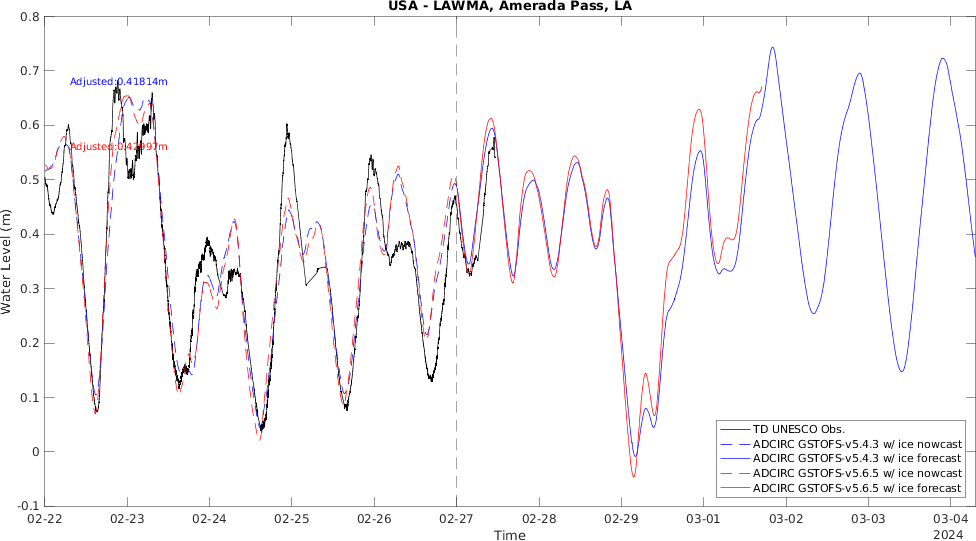 USA - LAWMA, Amerada Pass, LA
0.8
0.7
0.6
0.5
0.4
0.3
0.2
0.1
0
-0.1
Water Level (m)
Adjusted:0.41814m
Adjusted:0.42997m
TD UNESCO Obs.
ADCIRC GSTOFS-v5.4.3 w/ ice nowcast
ADCIRC GSTOFS-v5.4.3 w/ ice forecast
ADCIRC GSTOFS-v5.6.5 w/ ice nowcast
ADCIRC GSTOFS-v5.6.5 w/ ice forecast
02-22 02-23 02-24 02-25 02-26 02-27 02-28 02-29 03-01 03-02 03-03 03-04
Time
2024